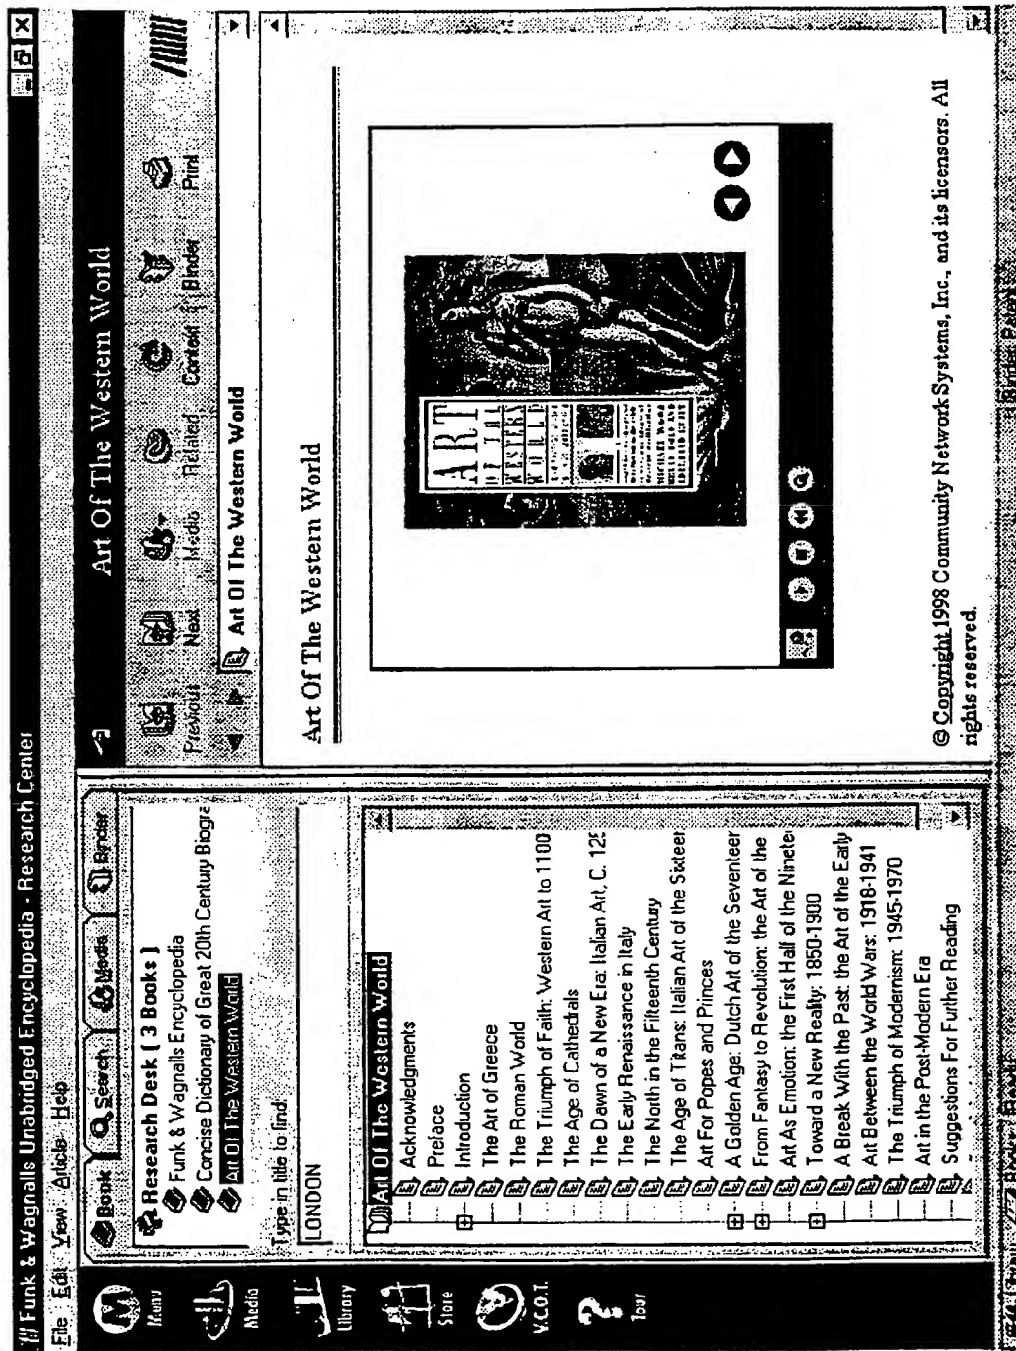 Funk & Wagnalls Unabridged Encyclopedia - Research Center
File Edit View Article Help
Menu
Media
Library
Store
V.C.O.T.
Tour
Book
Search
Media
Binder
Research Desk ( 3 Books )
Funk & Wagnalls Encyclopedia
Concise Dictionary of Great 20th Century Biogra
Art Of The Western World
Type in title to find:
LONDON
Art Of The Western World
Acknowledgments
Preface
Introduction
The Art of Greece
The Roman World
The Triumph of Faith: Western Art to 1100
The Age of Cathedrals
The Dawn of a New Era: Italian Art, C. 125
The Early Renaissance in Italy
The North in the Fifteenth Century
The Age of Titans: Italian Art of the Sixteen
Art For Popes and Princes
A Golden Age: Dutch Art of the Seventeen
From Fantasy to Revolution: the Art of the
Art As Emotion: the First Half of the Ninetee
Toward a New Reality: 1850-1900
A Break With the Past: the Art of the Early
Art Between the World Wars: 1918-1941
The Triumph of Modernism: 1945-1970
Art in the Post-Modern Era
Suggestions For Further Reading
Art Of The Western World
Previous Next Media Related Context Binder Print
Art Of The Western World
Art Of The Western World
ART
OF THE
WESTERN
WORLD
© Copyright 1998 Community Network Systems, Inc., and its licensors. All
rights reserved.